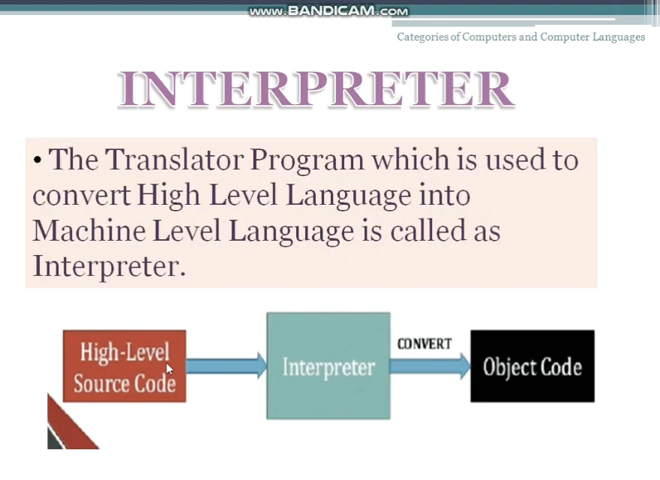 www.BANDICAM.com
Categories of Computers and Computer Languages
INTERPRETER
• The Translator Program which is used to
convert High Level Language into
Machine Level Language is called as
Interpreter.
High-Level
Source Code
Interpreter
CONVERT
Object Code